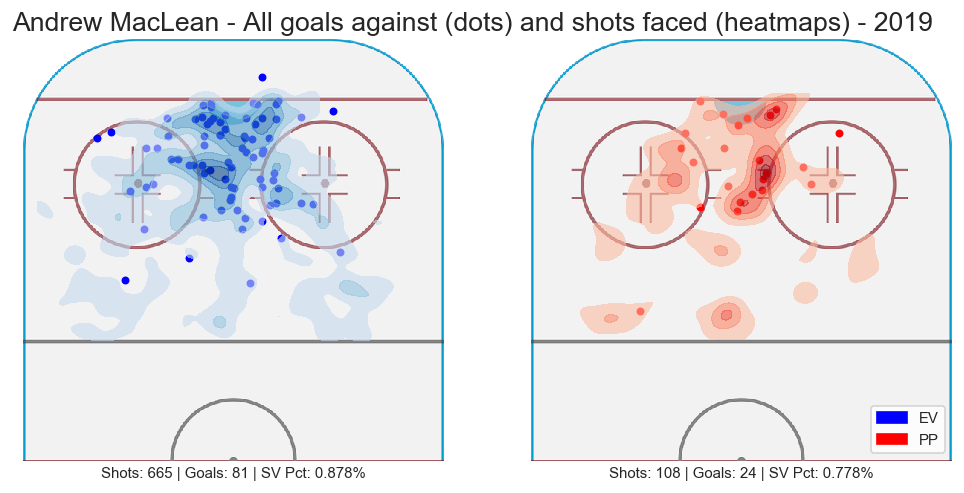 Andrew MacLean - All goals against (dots) and shots faced (heatmaps) - 2019
EV
PP
Shots: 665 | Goals: 81 | SV Pct: 0.878%
Shots: 108 | Goals: 24 | SV Pct: 0.778%